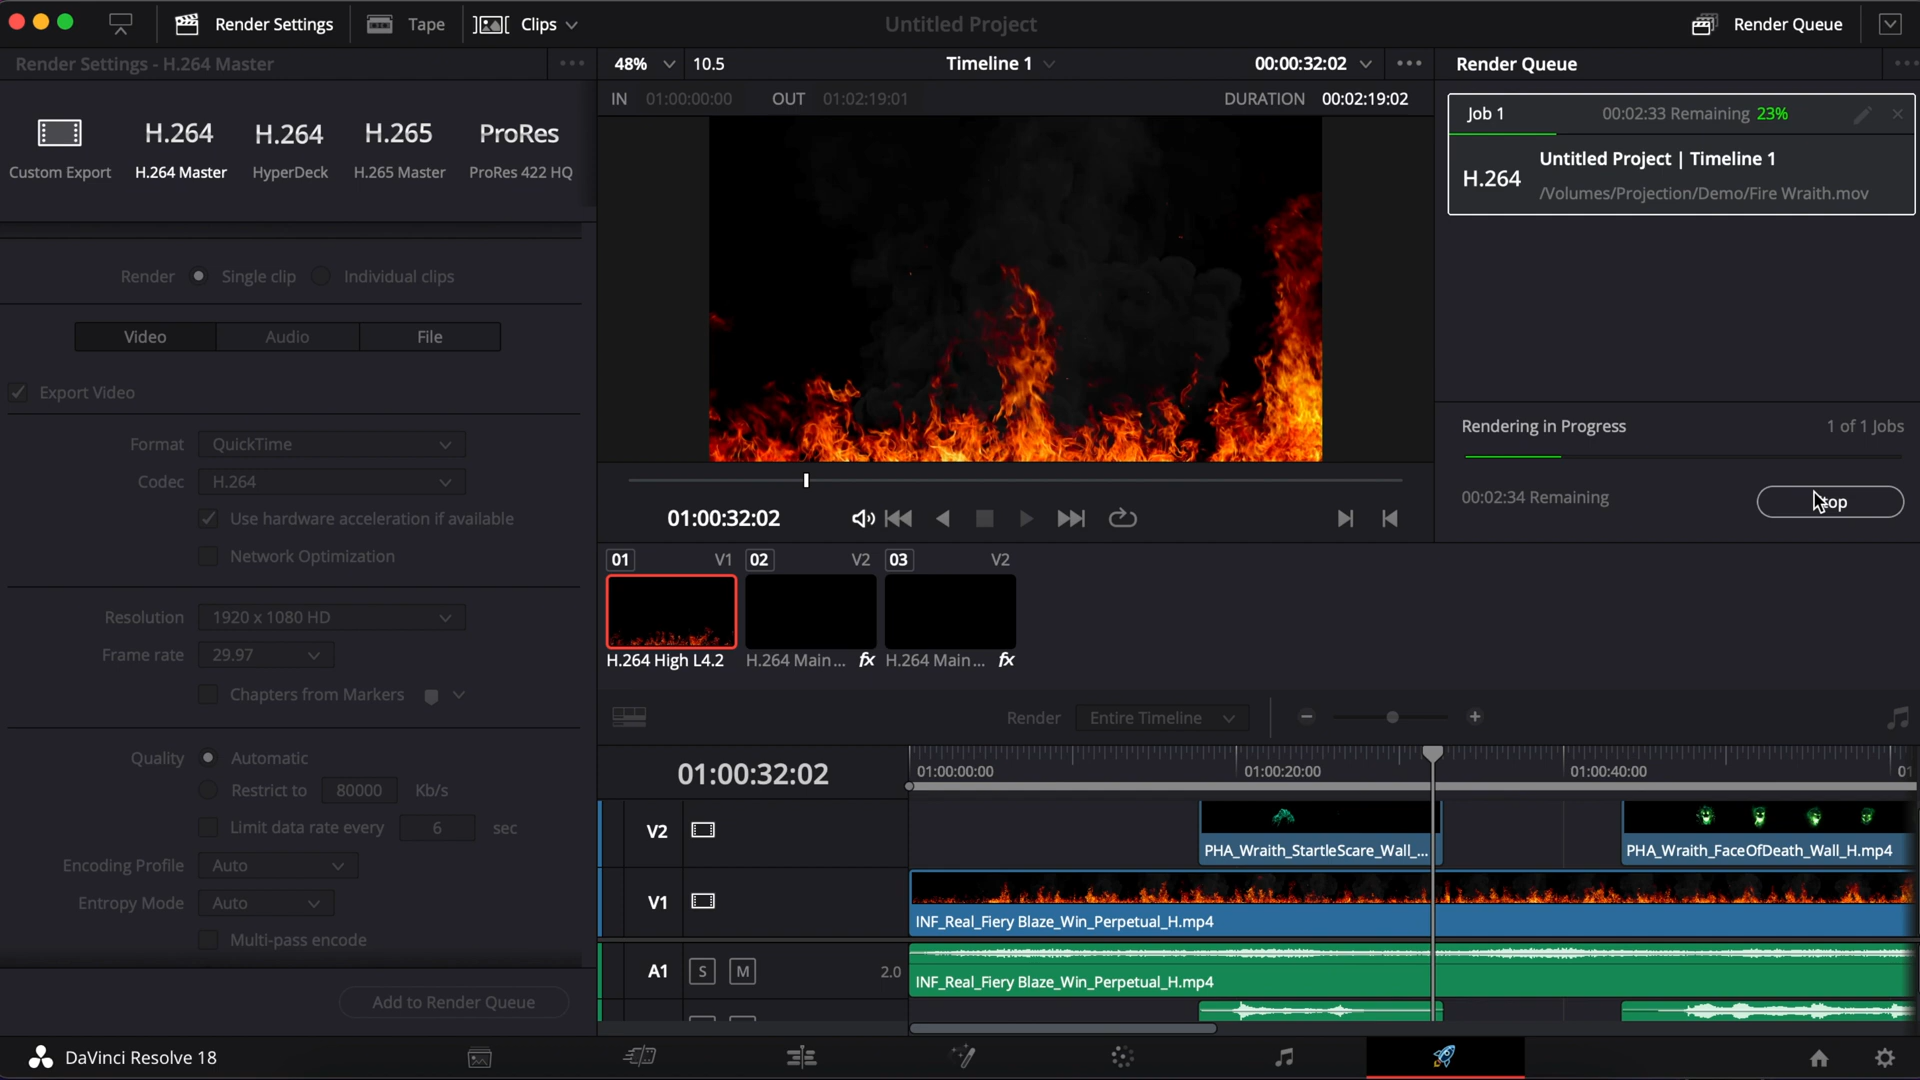 Render Settings
Tape
Clips
Untitled Project
Render Queue
Render Settings - H.264 Master
48%
10.5
Timeline 1
00:00:32:02
Render Queue
IN 01:00:00:00
OUT 01:02:19:01
DURATION 00:02:19:02
Custom Export
H.264
H.264 Master
H.264
HyperDeck
H.265
H.265 Master
ProRes
ProRes 422 HQ
Job 1
00:02:33 Remaining 23%
H.264
Untitled Project | Timeline 1
/Volumes/Projection/Demo/Fire Wraith.mov
Render
Single clip
Individual clips
Video
Audio
File
Export Video
Format
QuickTime
Codec
H.264
Use hardware acceleration if available
Network Optimization
Resolution
1920 x 1080 HD
Frame rate
29.97
Chapters from Markers
Quality
Automatic
Restrict to
80000
Kb/s
Limit data rate every
6
sec
Encoding Profile
Auto
Entropy Mode
Auto
Multi-pass encode
Add to Render Queue
Rendering in Progress
1 of 1 Jobs
00:02:34 Remaining
01:00:32:02
01 V1
02 V2
03 V2
H.264 High L4.2
H.264 Main... fx
H.264 Main... fx
Render
Entire Timeline
01:00:32:02
01:00:00:00
01:00:20:00
01:00:40:00
01
V2
PHA_Wraith_StartleScare_Wall_...
PHA_Wraith_FaceOfDeath_Wall_H.mp4
V1
INF_Real_Fiery Blaze_Win_Perpetual_H.mp4
A1
S
M
2.0
INF_Real_Fiery Blaze_Win_Perpetual_H.mp4
DaVinci Resolve 18